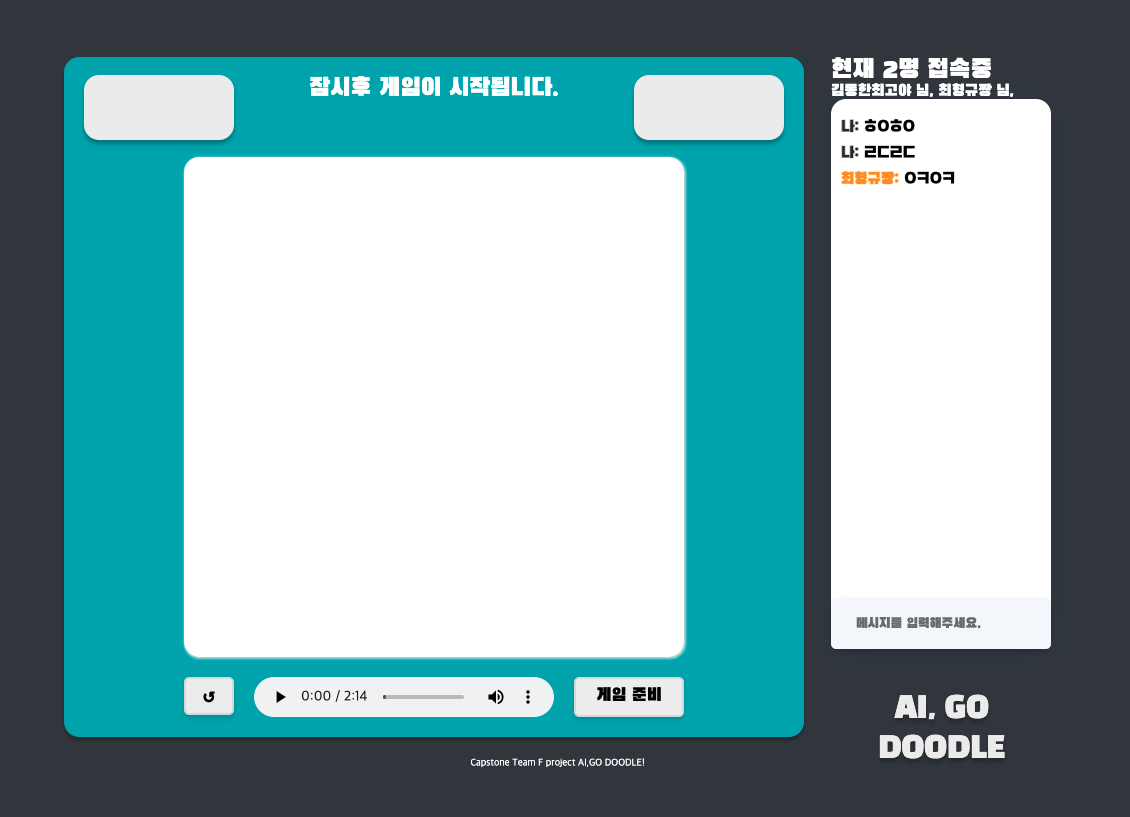 잠시후 게임이 시작됩니다.
현재 2명 접속중
김동한최고야 님, 최형규짱 님,
나: ㅎㅇㅎㅇ
나: ㄹㄷㄹㄷ
최형규짱: ㅇㅋㅇㅋ
메시지를 입력해주세요.
↺
0:00 / 2:14
게임 준비
AI, GO
DOODLE
Capstone Team F project AI,GO DOODLE!